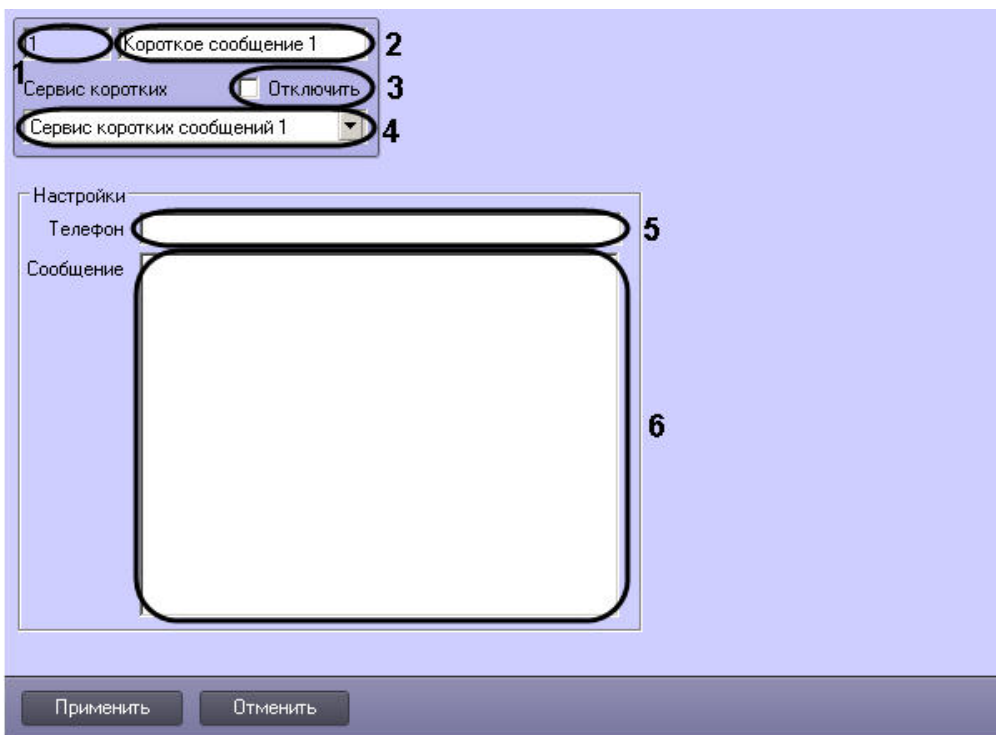 1 Короткое сообщение 1 2
1
Сервис коротких Отключить 3
Сервис коротких сообщений 1 4
Настройки
Телефон 5
Сообщение
6
Применить Отменить